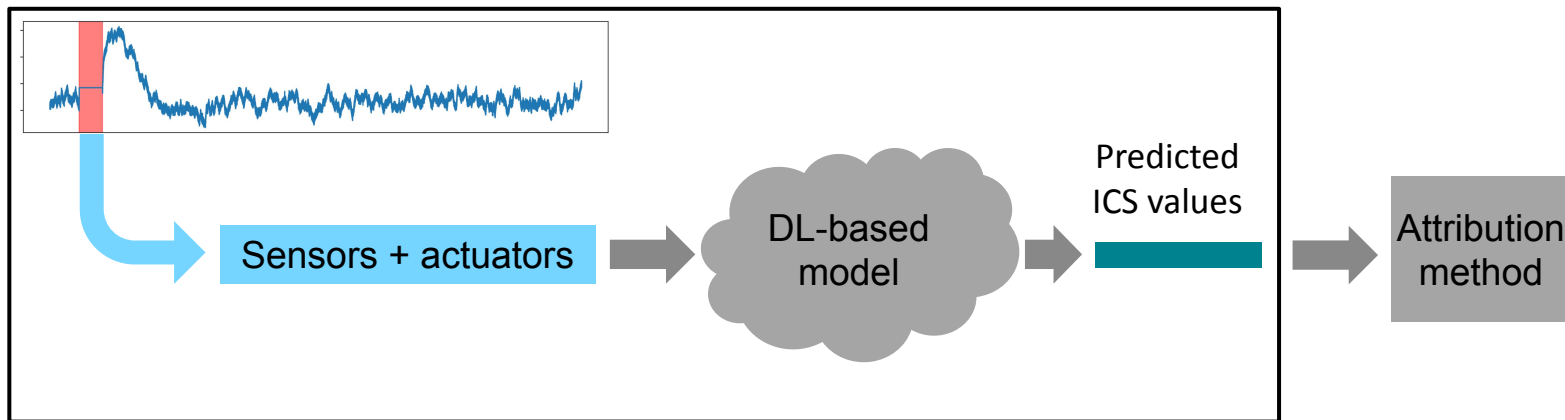 Sensors + actuators
DL-based
model
Predicted
ICS values
Attribution
method